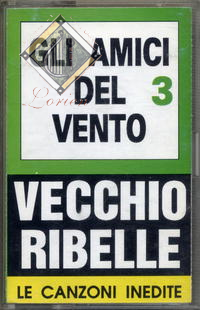 GLI AMICI
DEL 3
VENTO
VECCHIO
RIBELLE
LE CANZONI INEDITE